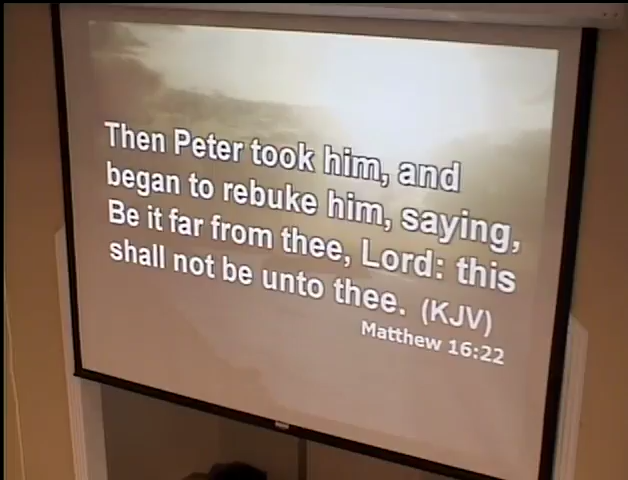 Then Peter took him, and
began to rebuke him, saying,
Be it far from thee, Lord: this
shall not be unto thee. (KJV)
Matthew 16:22